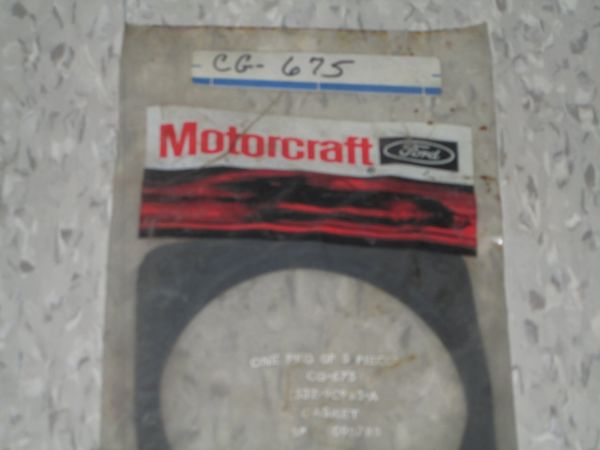 CG- 675
Motorcraft Ford
ONE PKG OF 5 PIECES
CG-675
GASKET